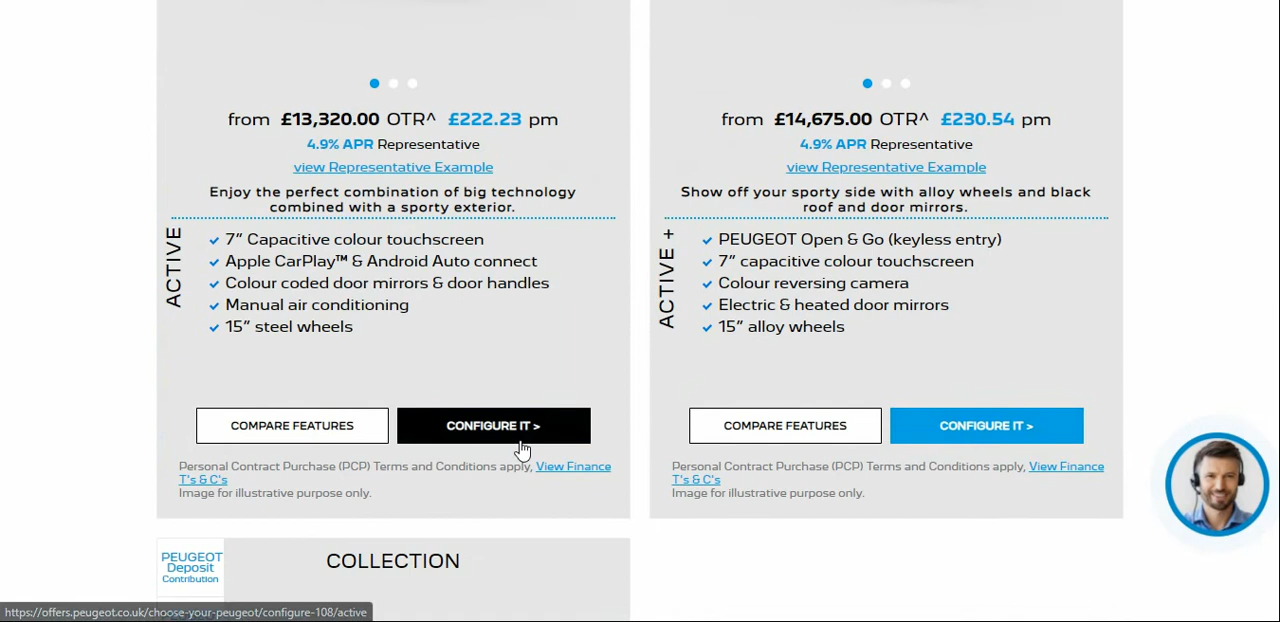 from £13,320.00 OTR^ £222.23 pm
4.9% APR Representative
view Representative Example
Enjoy the perfect combination of big technology
combined with a sporty exterior.
ACTIVE
7” Capacitive colour touchscreen
Apple CarPlay™ & Android Auto connect
Colour coded door mirrors & door handles
Manual air conditioning
15” steel wheels
COMPARE FEATURES
CONFIGURE IT >
Personal Contract Purchase (PCP) Terms and Conditions apply, View Finance
T's & C's
Image for illustrative purpose only.
from £14,675.00 OTR^ £230.54 pm
4.9% APR Representative
view Representative Example
Show off your sporty side with alloy wheels and black
roof and door mirrors.
ACTIVE +
PEUGEOT Open & Go (keyless entry)
7” capacitive colour touchscreen
Colour reversing camera
Electric & heated door mirrors
15” alloy wheels
COMPARE FEATURES
CONFIGURE IT >
Personal Contract Purchase (PCP) Terms and Conditions apply, View Finance
T's & C's
Image for illustrative purpose only.
PEUGEOT
Deposit
Contribution
COLLECTION
https://offers.peugeot.co.uk/choose-your-peugeot/configure-108/active